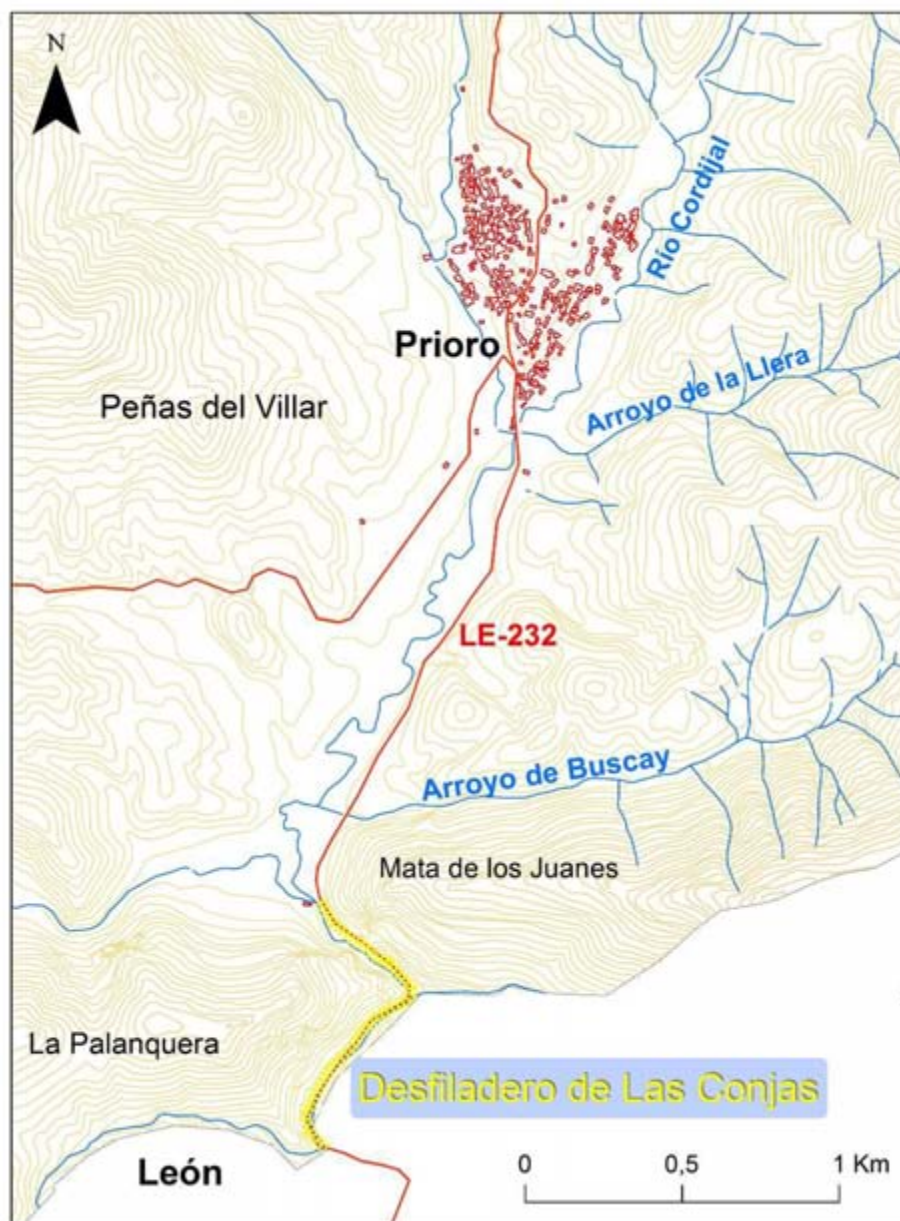 N
Río Cordijal
Prioro
Arroyo de la Llera
Peñas del Villar
LE-232
Arroyo de Buscay
Mata de los Juanes
La Palanquera
Desfiladero de Las Conjas
León
0 0,5 1 Km